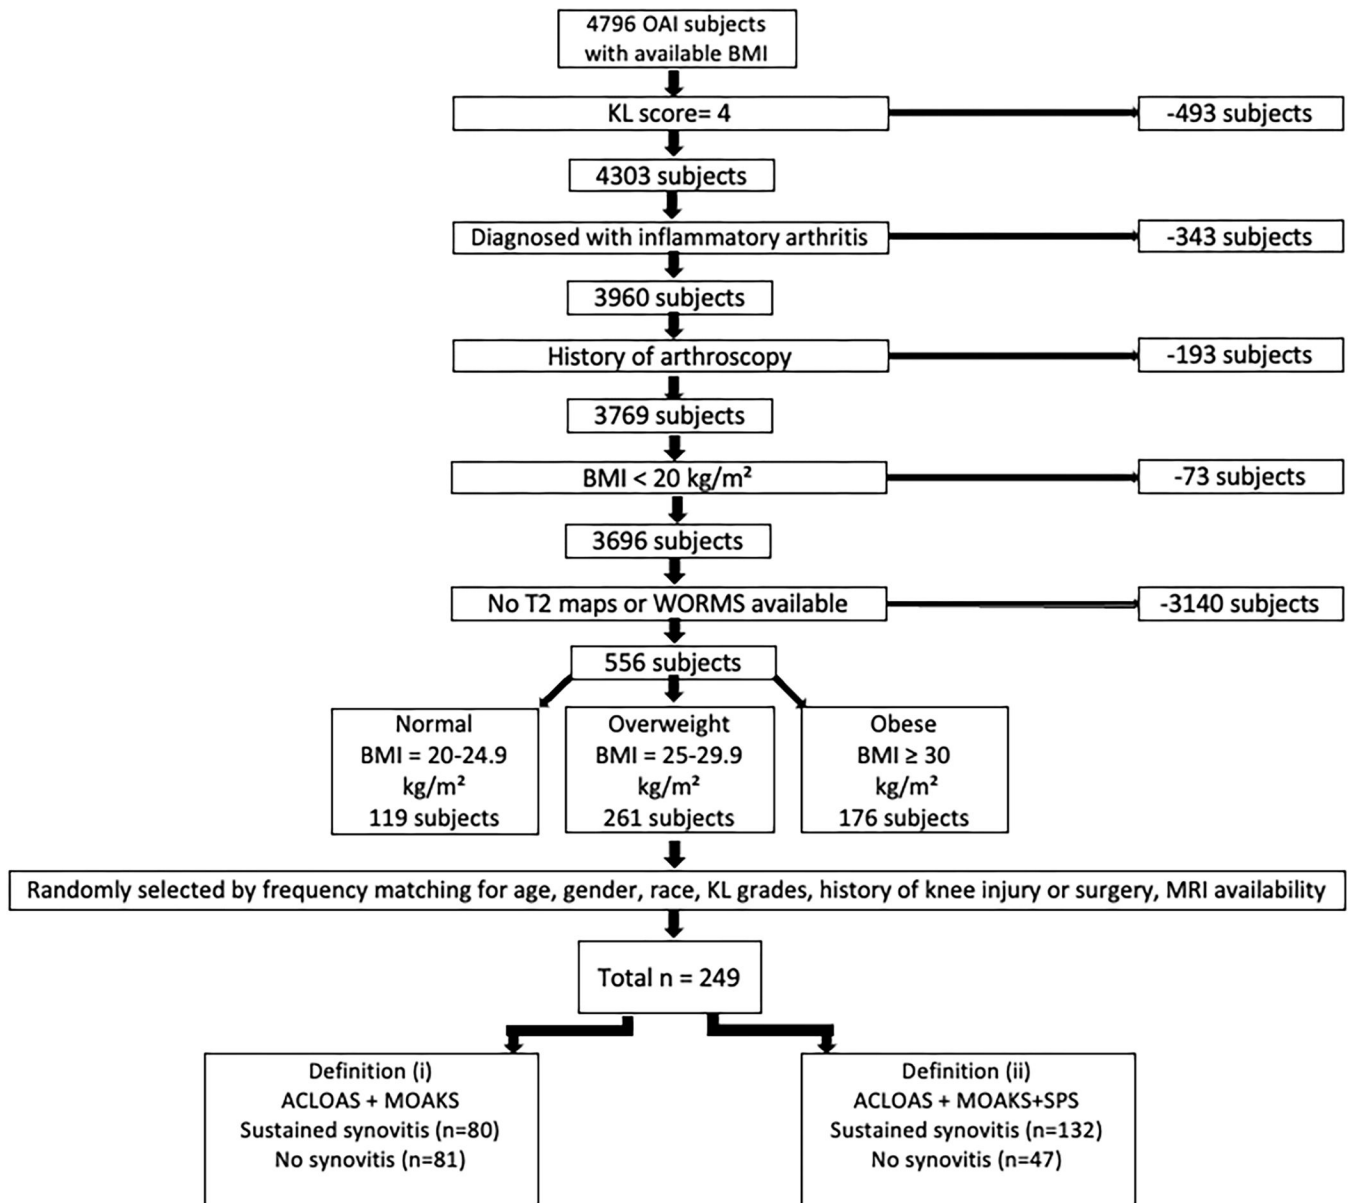 4796 OAI subjects
with available BMI
KL score= 4
-493 subjects
4303 subjects
Diagnosed with inflammatory arthritis
-343 subjects
3960 subjects
History of arthroscopy
-193 subjects
3769 subjects
BMI < 20 kg/m²
-73 subjects
3696 subjects
No T2 maps or WORMS available
-3140 subjects
556 subjects
Normal
BMI = 20-24.9
kg/m²
119 subjects
Overweight
BMI = 25-29.9
kg/m²
261 subjects
Obese
BMI ≥ 30
kg/m²
176 subjects
Randomly selected by frequency matching for age, gender, race, KL grades, history of knee injury or surgery, MRI availability
Total n = 249
Definition (i)
ACLOAS + MOAKS
Sustained synovitis (n=80)
No synovitis (n=81)
Definition (ii)
ACLOAS + MOAKS+SPS
Sustained synovitis (n=132)
No synovitis (n=47)